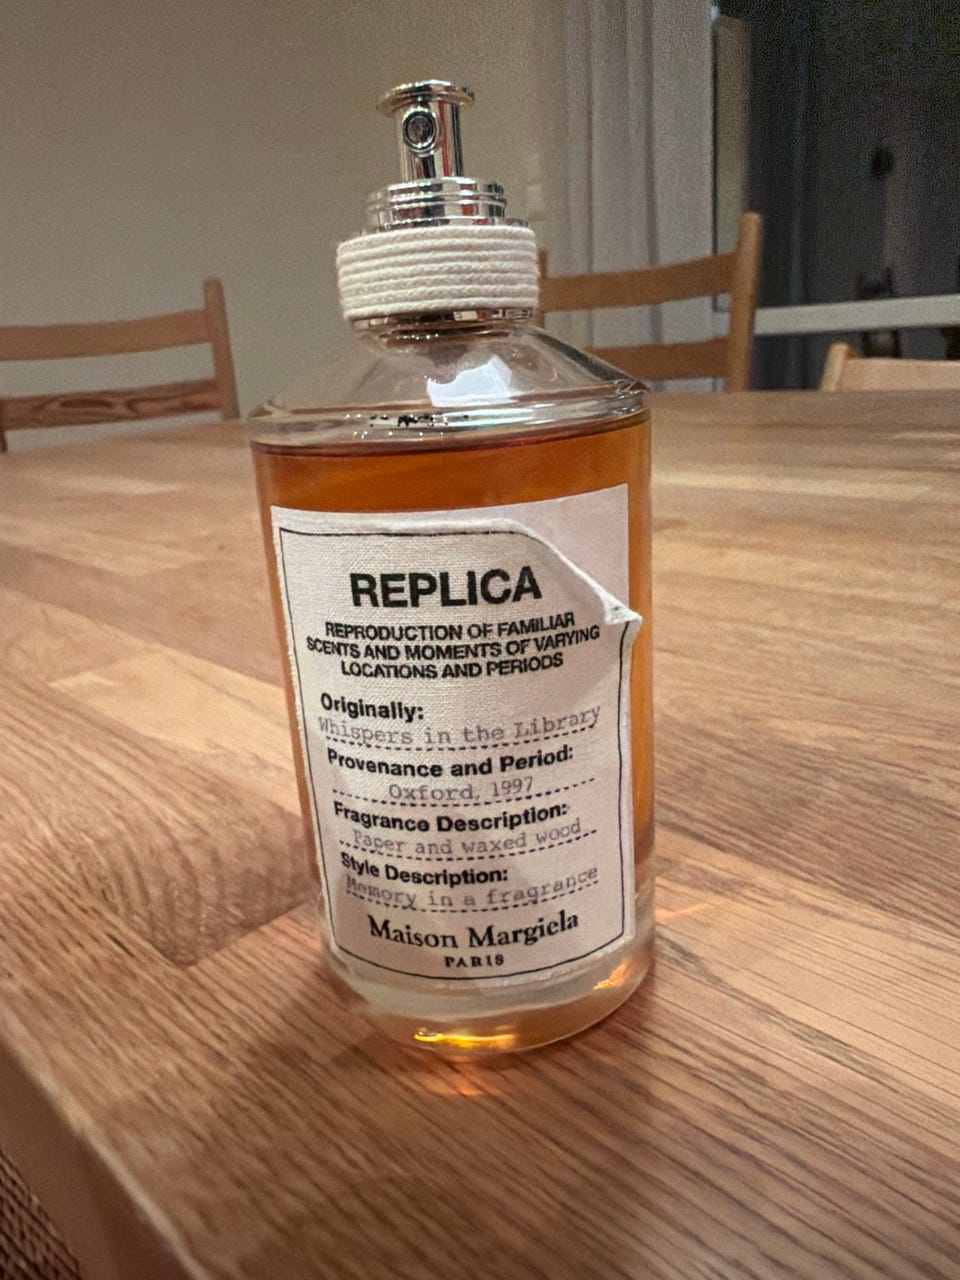 REPLICA
REPRODUCTION OF FAMILIAR
SCENTS AND MOMENTS OF VARYING
LOCATIONS AND PERIODS
Originally:
Whispers in the Library
Provenance and Period:
Oxford, 1997
Fragrance Description:
Paper and waxed wood
Style Description:
Memory in a fragrance
Maison Margiela
PARIS